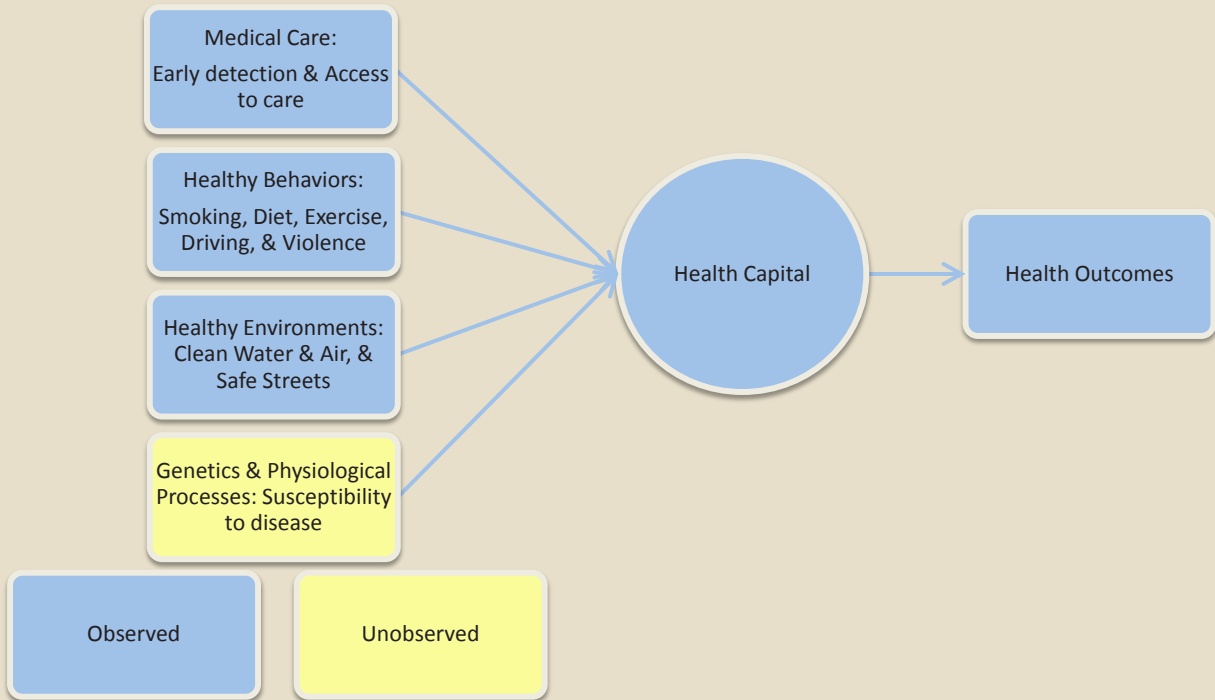 Medical Care:
Early detection & Access
to care
Healthy Behaviors:
Smoking, Diet, Exercise,
Driving, & Violence
Healthy Environments:
Clean Water & Air, &
Safe Streets
Genetics & Physiological
Processes: Susceptibility
to disease
Health Capital
Health Outcomes
Observed
Unobserved